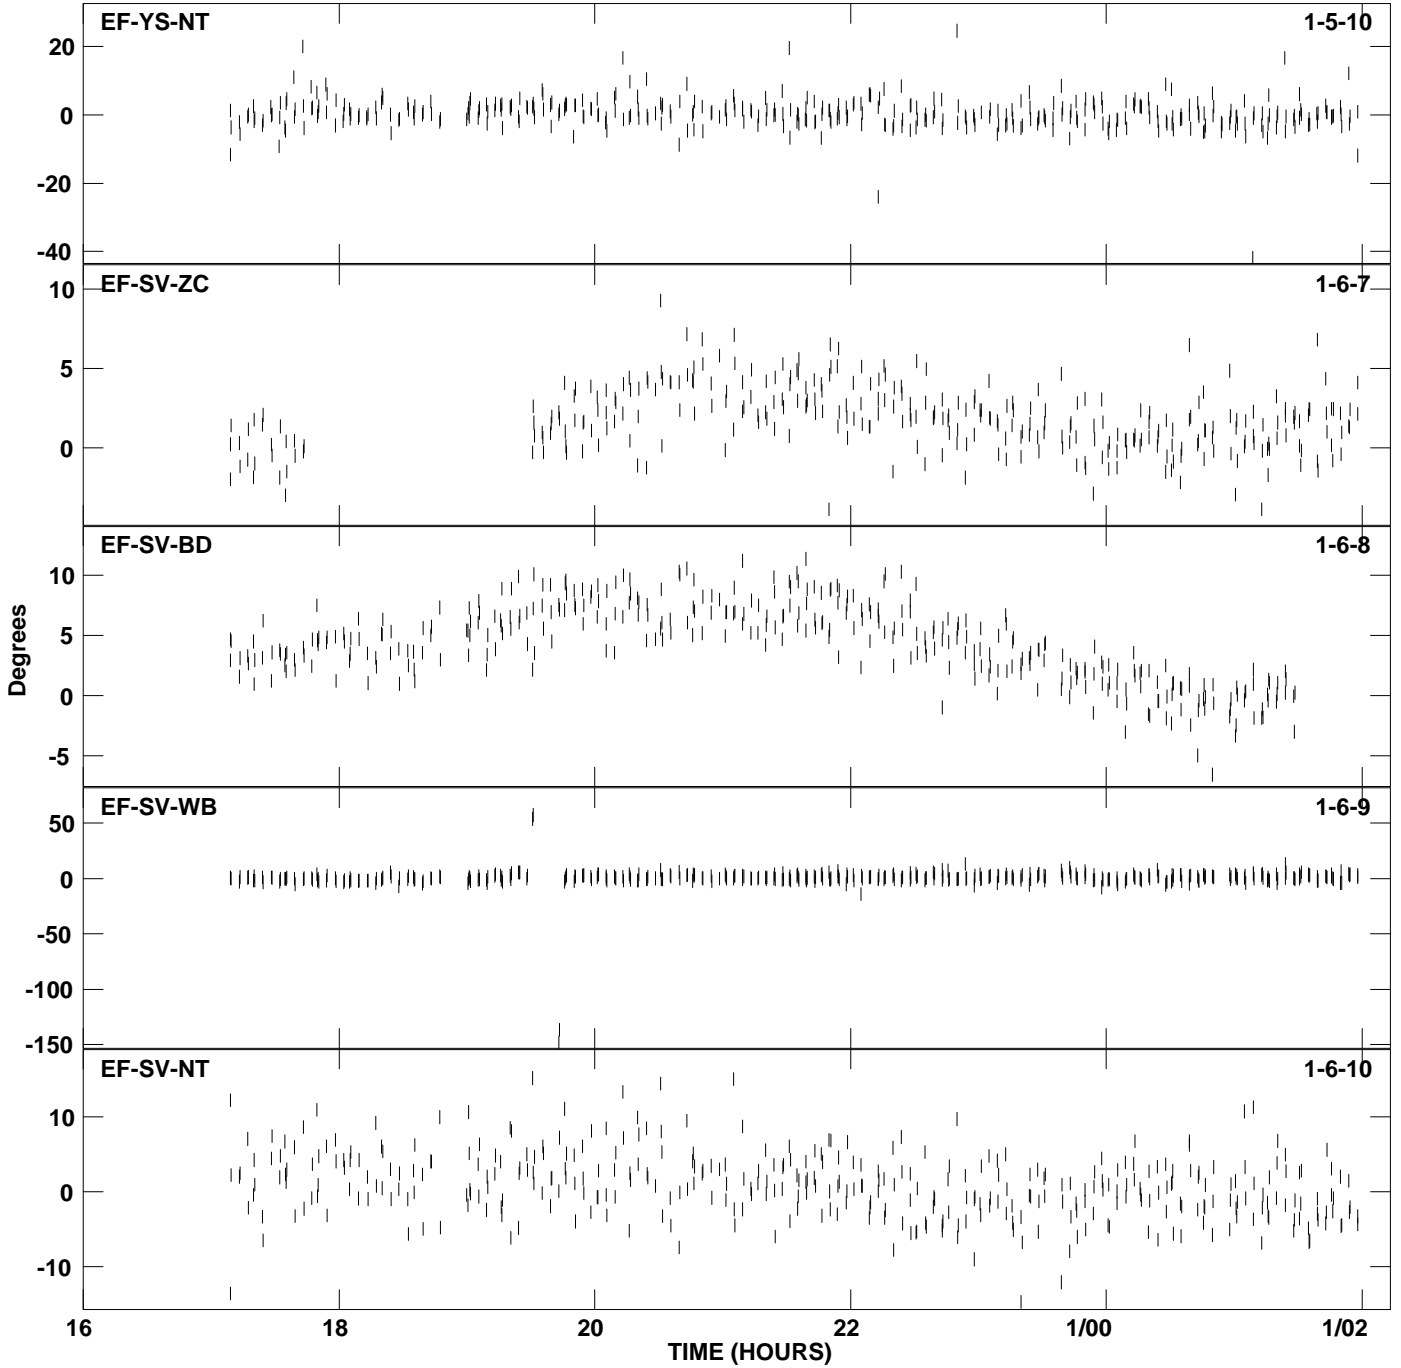 EF-YS-NT 1-5-10
20
0
-20
-40
EF-SV-ZC 1-6-7
10
5
0
EF-SV-BD 1-6-8
10
5
0
-5
Degrees
EF-SV-WB 1-6-9
50
0
-50
-100
-150
EF-SV-NT 1-6-10
10
0
-10
16 18 20 22 1/00 1/02
TIME (HOURS)